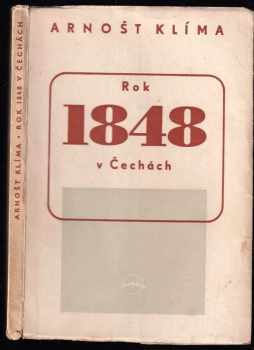 ARNOŠT KLÍMA
Rok
1848
v Čechách
ARNOŠT KLÍMA • ROK 1848 V ČECHÁCH